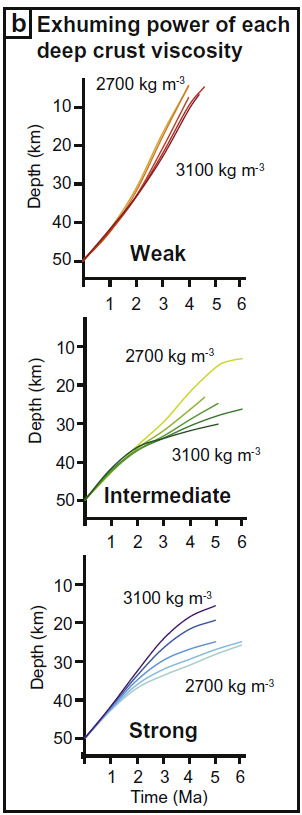 b Exhuming power of each
deep crust viscosity
2700 kg m-3
10
20
30
40
50
Depth (km)
3100 kg m-3
Weak
1 2 3 4 5 6
2700 kg m-3
10
20
30
40
50
Depth (km)
3100 kg m-3
Intermediate
1 2 3 4 5 6
3100 kg m-3
10
20
30
40
50
Depth (km)
2700 kg m-3
Strong
1 2 3 4 5 6
Time (Ma)